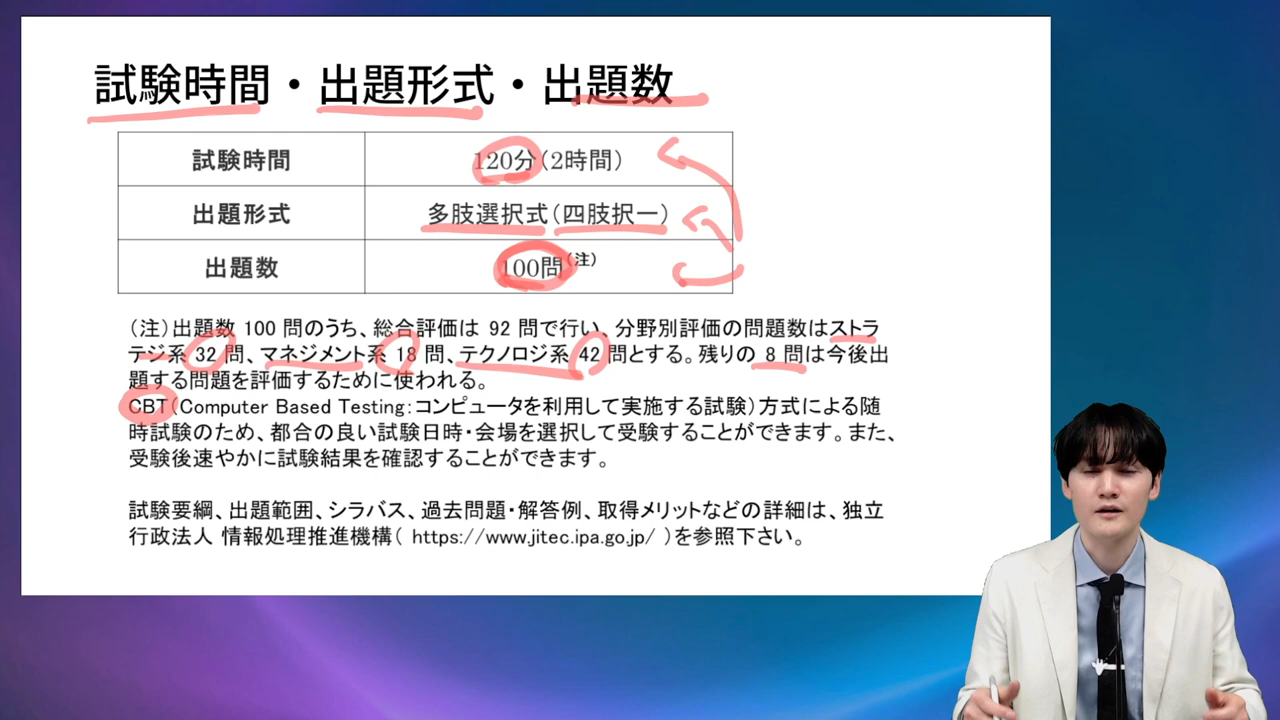 試験時間・出題形式・出題数
試験時間 120分(2時間)
出題形式 多肢選択式(四肢択一)
出題数 100問(注)
(注)出題数 100 問のうち、総合評価は 92 問で行い、分野別評価の問題数はストラ
テジ系 32 問、マネジメント系 18 問、テクノロジ系 42 問とする。残りの 8 問は今後出
題する問題を評価するために使われる。
CBT(Computer Based Testing:コンピュータを利用して実施する試験)方式による随
時試験のため、都合の良い試験日時・会場を選択して受験することができます。また、
受験後速やかに試験結果を確認することができます。
試験要綱、出題範囲、シラバス、過去問題・解答例、取得メリットなどの詳細は、独立
行政法人 情報処理推進機構( https://www.jitec.ipa.go.jp/ )を参照下さい。